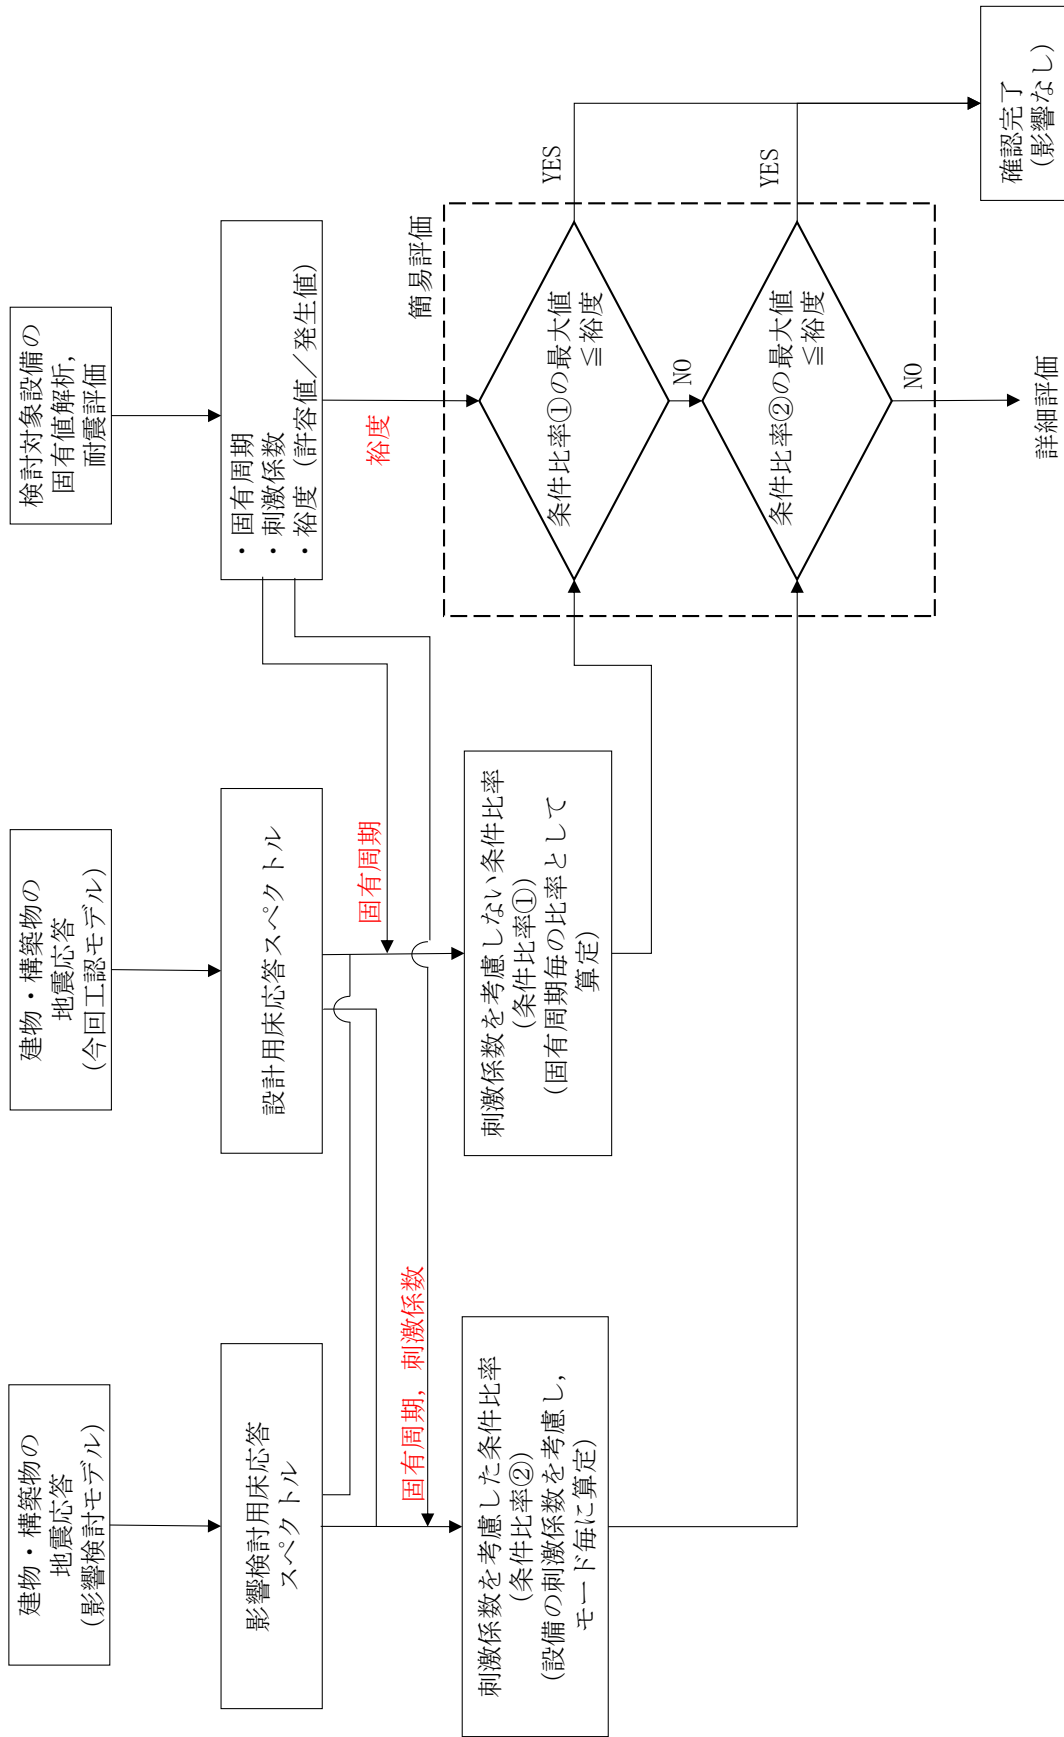 建物・構築物の
地震応答
(影響検討モデル)
建物・構築物の
地震応答
(今回工認モデル)
検討対象設備の
固有値解析，
耐震評価
影響検討用床応答
スペクトル
設計用床応答スペクトル
・固有周期
・刺激係数
・裕度（許容値／発生値）
固有周期
裕度
固有周期，刺激係数
簡易評価
刺激係数を考慮した条件比率
(条件比率②)
(設備の刺激係数を考慮し，
モード毎に算定)
刺激係数を考慮しない条件比率
(条件比率①)
(固有周期毎の比率として
算定)
条件比率①の最大値
≦裕度
YES
NO
条件比率②の最大値
≦裕度
YES
NO
詳細評価
確認完了
(影響なし)